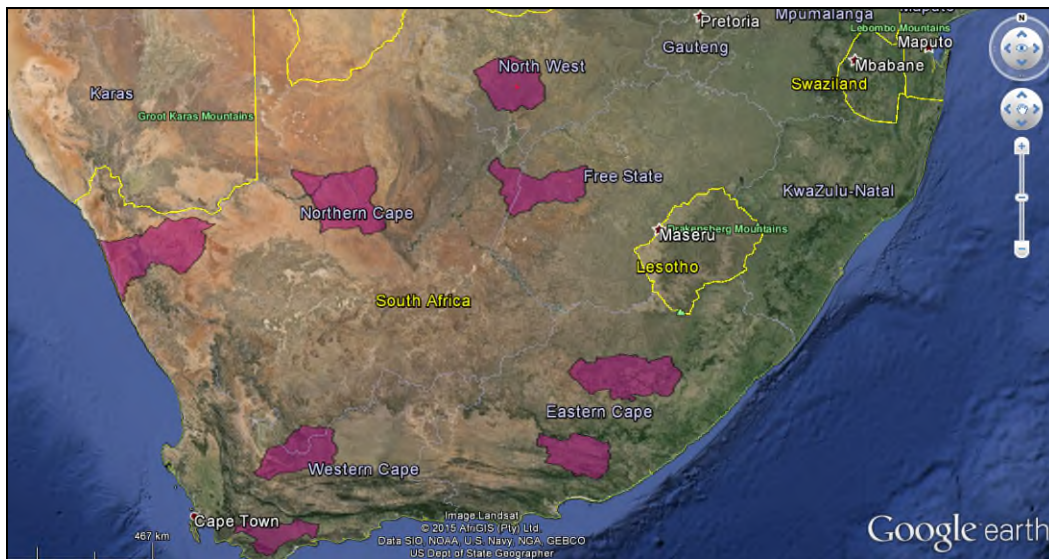 Pretoria
Mpumalanga
Maputo
Lebombo Mountains
Gauteng
Maputo
North West
Mbabane
Swaziland
Karas
Groot Karas Mountains
Free State
KwaZulu-Natal
Northern Cape
Drakensberg Mountains
Maseru
Lesotho
South Africa
Eastern Cape
Western Cape
Cape Town
467 km
Image Landsat
© 2015 AfriGIS (Pty) Ltd.
Data SIO, NOAA, U.S. Navy, NGA, GEBCO
US Dept of State Geographer
Google earth
N